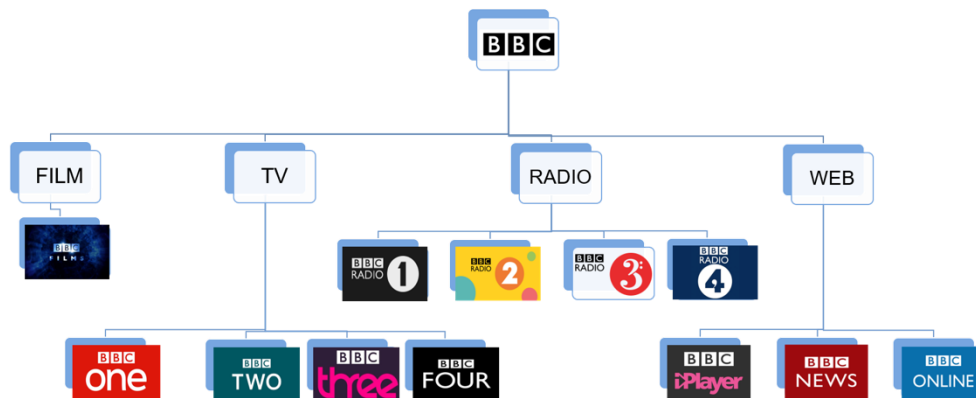 BBC
FILM
TV
RADIO
WEB
BBC
FILMS
BBC
RADIO 1
BBC
RADIO 2
BBC
RADIO 3
BBC
RADIO
4
BBC
one
BBC
TWO
BBC
three
BBC
FOUR
BBC
iPlayer
BBC
NEWS
BBC
ONLINE